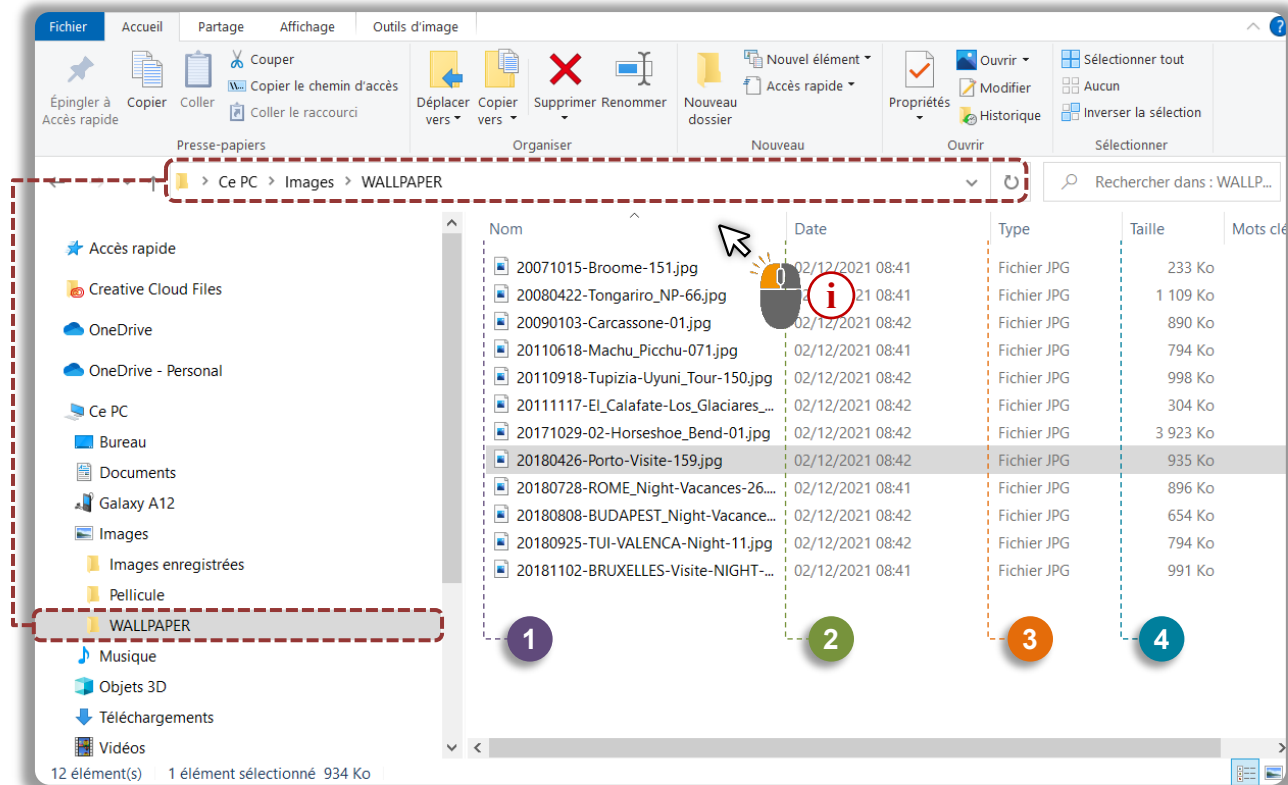 Fichier Accueil Partage Affichage Outils d'image
?
Épingler à Accès rapide
Copier
Coller
Couper
Copier le chemin d'accès
Coller le raccourci
Presse-papiers
Déplacer vers
Copier vers
Supprimer
Renommer
Organiser
Nouveau dossier
Nouvel élément
Accès rapide
Nouveau
Propriétés
Ouvrir
Modifier
Historique
Ouvrir
Sélectionner tout
Aucun
Inverser la sélection
Sélectionner
Ce PC > Images > WALLPAPER
Rechercher dans : WALLP...
Accès rapide
Creative Cloud Files
OneDrive
OneDrive - Personal
Ce PC
Bureau
Documents
Galaxy A12
Images
Images enregistrées
Pellicule
WALLPAPER
Musique
Objets 3D
Téléchargements
Vidéos
Nom Date Type Taille Mots clé
20071015-Broome-151.jpg 02/12/2021 08:41 Fichier JPG 233 Ko
20080422-Tongariro_NP-66.jpg 21 08:41 Fichier JPG 1 109 Ko
i
20090103-Carcassone-01.jpg 02/12/2021 08:42 Fichier JPG 890 Ko
20110618-Machu_Picchu-071.jpg 02/12/2021 08:41 Fichier JPG 794 Ko
20110918-Tupizia-Uyuni_Tour-150.jpg 02/12/2021 08:42 Fichier JPG 998 Ko
20111117-El_Calafate-Los_Glaciares_... 02/12/2021 08:42 Fichier JPG 304 Ko
20171029-02-Horseshoe_Bend-01.jpg 02/12/2021 08:42 Fichier JPG 3 923 Ko
20180426-Porto-Visite-159.jpg 02/12/2021 08:42 Fichier JPG 935 Ko
20180728-ROME_Night-Vacances-26.... 02/12/2021 08:41 Fichier JPG 896 Ko
20180808-BUDAPEST_Night-Vacance... 02/12/2021 08:42 Fichier JPG 654 Ko
20180925-TUI-VALENCA-Night-11.jpg 02/12/2021 08:42 Fichier JPG 794 Ko
20181102-BRUXELLES-Visite-NIGHT-... 02/12/2021 08:41 Fichier JPG 991 Ko
1 2 3 4
12 élément(s) 1 élément sélectionné 934 Ko